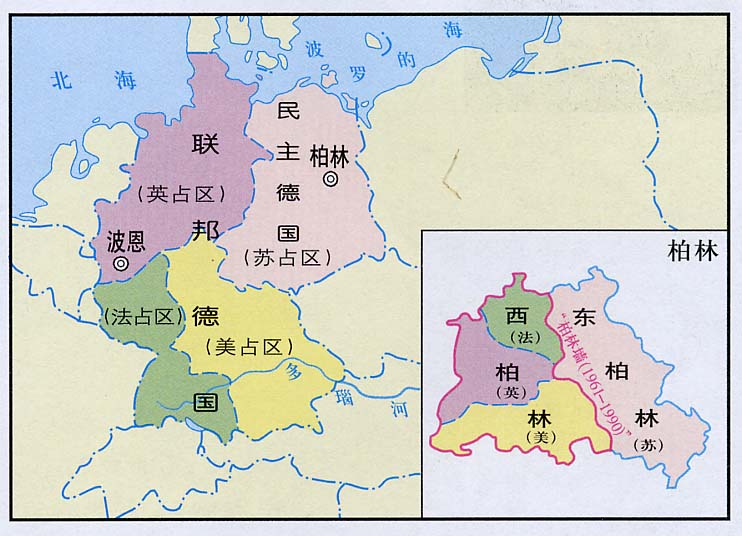 北海
波罗的海
联邦德国
(英占区)
民主德国
柏林
(苏占区)
波恩
(法占区)
(美占区)
多瑙河
柏林
西柏林
(法)
(英)
(美)
东柏林
(苏)
“柏林墙(1961—1990)”